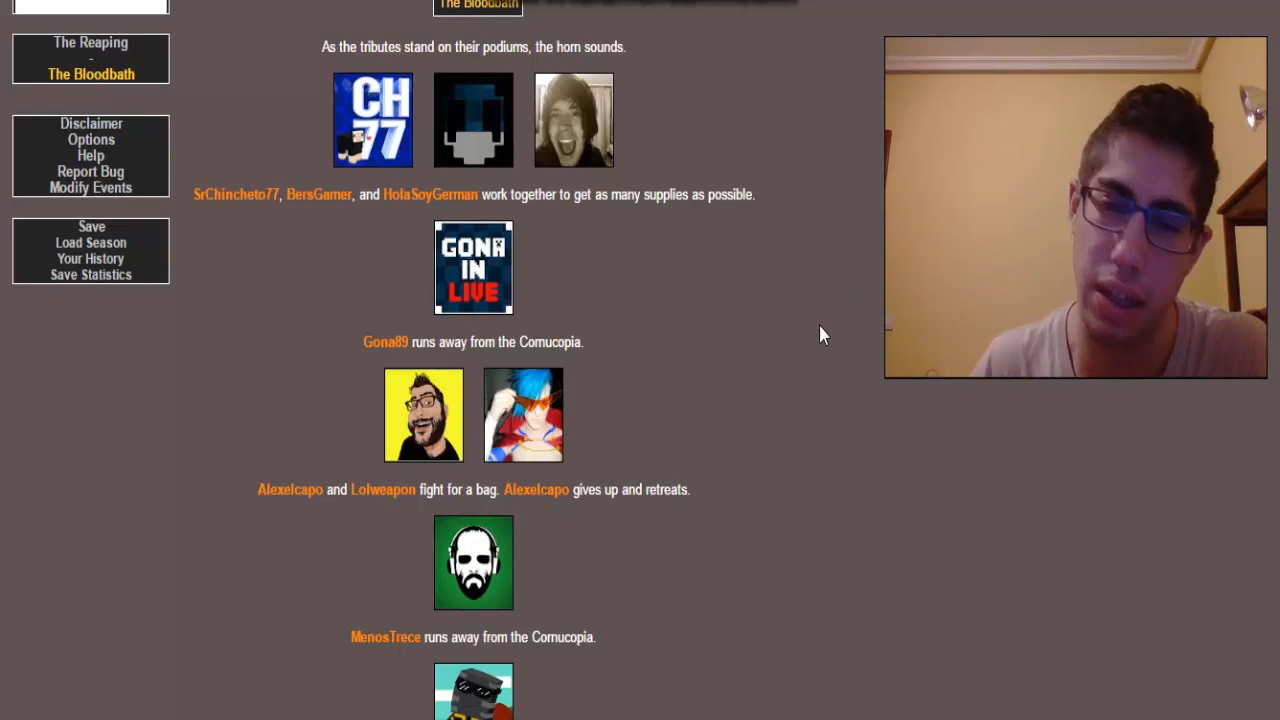 The Bloodbath
The Reaping
-
The Bloodbath
Disclaimer
Options
Help
Report Bug
Modify Events
Save
Load Season
Your History
Save Statistics
As the tributes stand on their podiums, the horn sounds.
CH
77
SrChincheto77, BersGamer, and HolaSoyGerman work together to get as many supplies as possible.
GONA
IN
LIVE
Gona89 runs away from the Cornucopia.
Alexelcapo and Lolweapon fight for a bag. Alexelcapo gives up and retreats.
MenosTrece runs away from the Cornucopia.